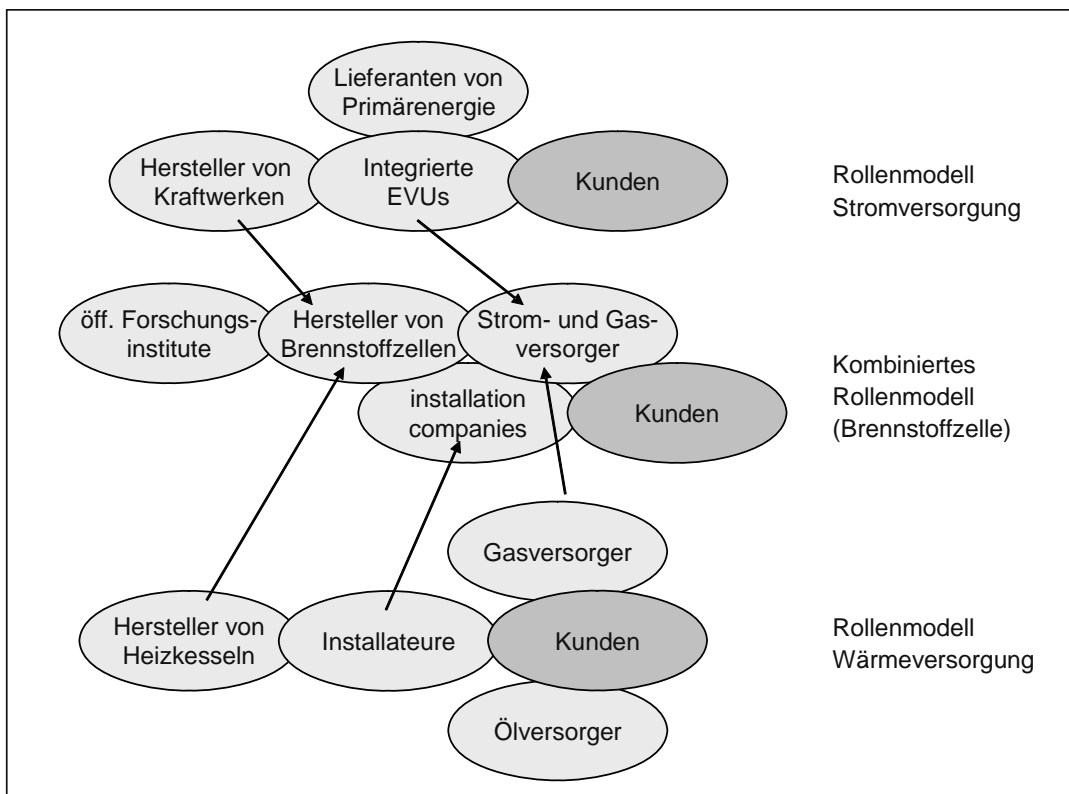 Lieferanten von
Primärenergie
Hersteller von
Kraftwerken
Integrierte
EVUs
Kunden
Rollenmodell
Stromversorgung
öff. Forschungs-
institute
Hersteller von
Brennstoffzellen
Strom- und Gas-
versorger
installation
companies
Kunden
Kombiniertes
Rollenmodell
(Brennstoffzelle)
Gasversorger
Hersteller von
Heizkesseln
Installateure
Kunden
Rollenmodell
Wärmeversorgung
Ölversorger